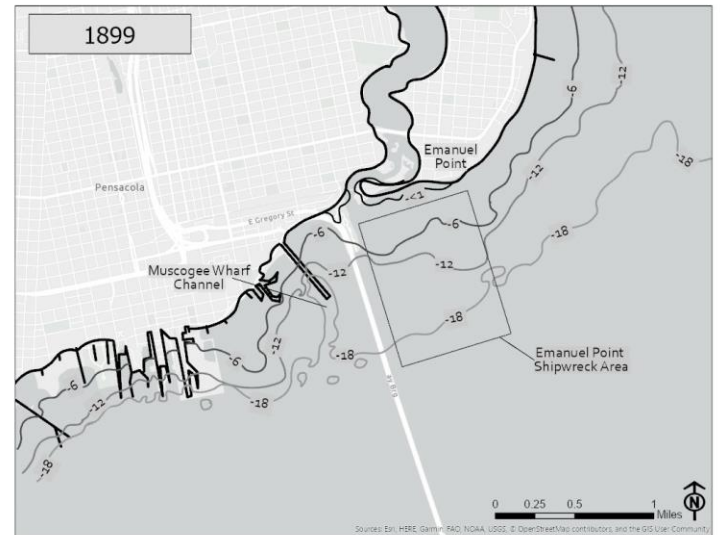 1899
-6
-12
-18
Emanuel
Point
Pensacola
-<1
-12
E Gregory St
-6
-6
-18
-12
Muscogee Wharf
Channel
-12
-18
-12
-6
-18
Emanuel Point
Shipwreck Area
-6
-12
-18
-18
0 0.25 0.5 1
Miles
N
Sources: Esri, HERE, Garmin, FAO, NOAA, USGS, © OpenStreetMap contributors, and the GIS User Community